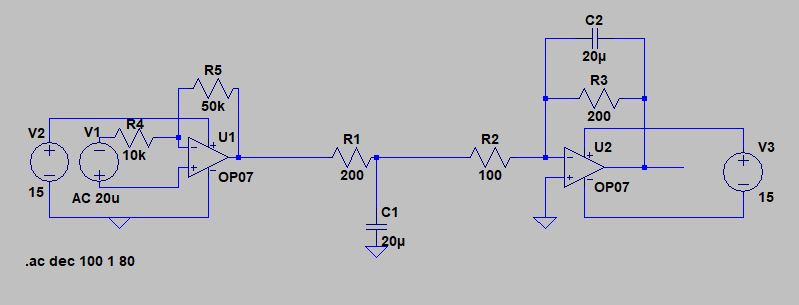 C2
20µ
R5
50k
R3
200
V2
V1
R4
10k
U1
R1
200
R2
100
U2
V3
15
AC 20u
OP07
OP07
15
C1
20µ
.ac dec 100 1 80